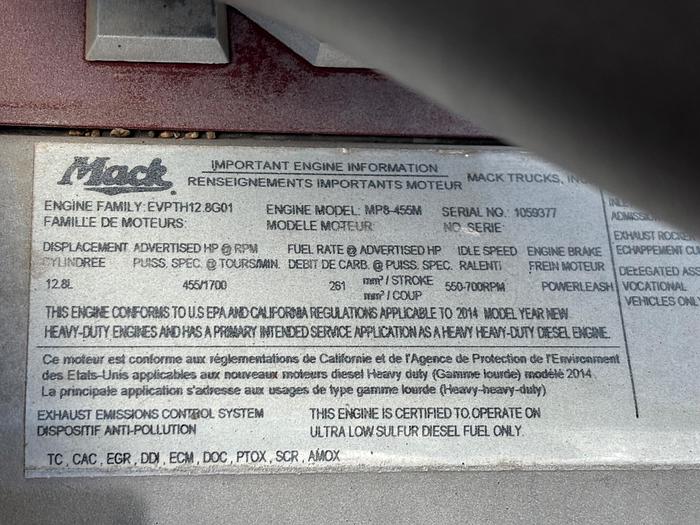 Mack
IMPORTANT ENGINE INFORMATION
RENSEIGNEMENTS IMPORTANTS MOTEUR
MACK TRUCKS, INC
ENGINE FAMILY: EVPTH12.8G01 ENGINE MODEL: MP8-455M SERIAL NO. 1059377
FAMILLE DE MOTEURS: MODELE MOTEUR NO. SERIE
DISPLACEMENT ADVERTISED HP @ RPM FUEL RATE @ ADVERTISED HP IDLE SPEED ENGINE BRAKE
CYLINDREE PUISS. SPEC. @ TOURS/MIN. DEBIT DE CARB. @ PUISS. SPEC. RALENTI FREIN MOTEUR
12.8L 455/1700 261 mm³ / STROKE 550-700RPM POWERLEASH
mm³ / COUP
THIS ENGINE CONFORMS TO U.S EPA AND CALIFORNIA REGULATIONS APPLICABLE TO 2014 MODEL YEAR NEW
HEAVY-DUTY ENGINES AND HAS A PRIMARY INTENDED SERVICE APPLICATION AS A HEAVY HEAVY-DUTY DIESEL ENGINE.
Ce moteur est conforme aux réglementations de Californie et de l'Agence de Protection de l'Environment
des Etats-Unis applicables aux nouveaux moteurs diesel Heavy duty (Gamme lourde) modèlé 2014.
La principale application s'adresse aux usages de type gamme lourde (Heavy-heavy-duty)
EXHAUST EMISSIONS CONTROL SYSTEM THIS ENGINE IS CERTIFIED TO OPERATE ON
DISPOSITIF ANTI-POLLUTION ULTRA LOW SULFUR DIESEL FUEL ONLY.
TC , CAC , EGR , DDI , ECM , DOC , PTOX , SCR , AMOX
EXHAUST ROCKER
ECHAPPEMENT
DELEGATED
VOCATIONAL
VEHICLES ONLY